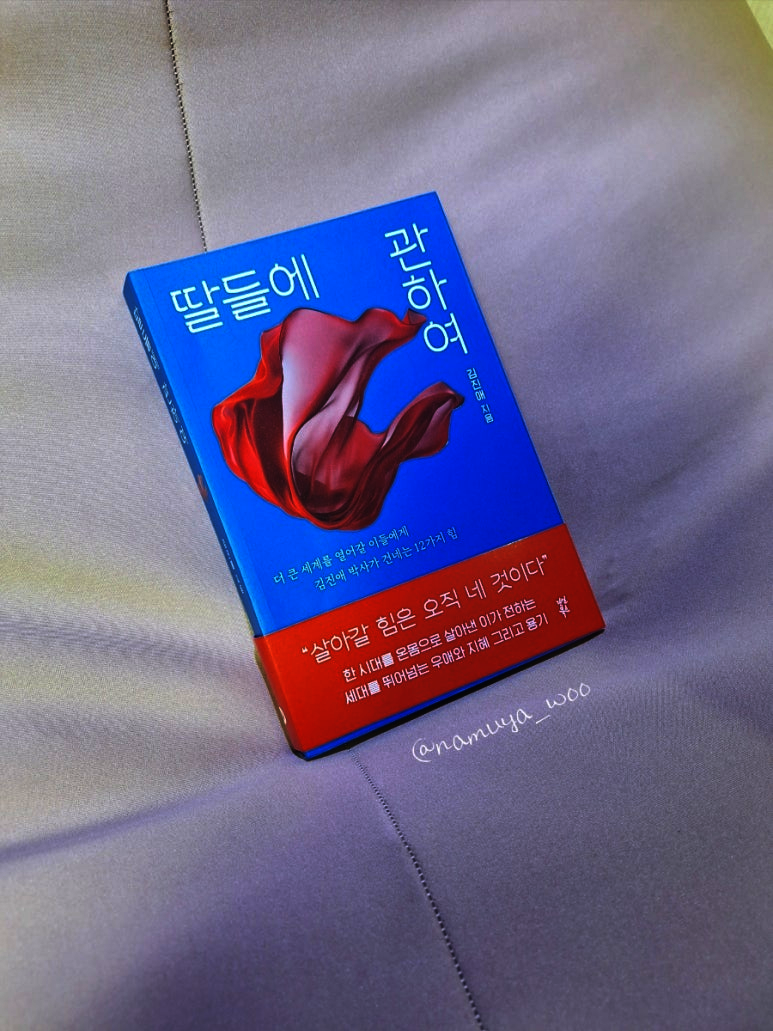 딸들에
관하여
김진애 지음
더 큰 세계를 열어갈 이들에게
김진애 박사가 건네는 12가지 힘
“살아갈 힘은 오직 네 것이다”
한 시대를 온몸으로 살아낸 이가 전하는
세대를 뛰어넘는 우애와 지혜 그리고 용기
@namuya_woo